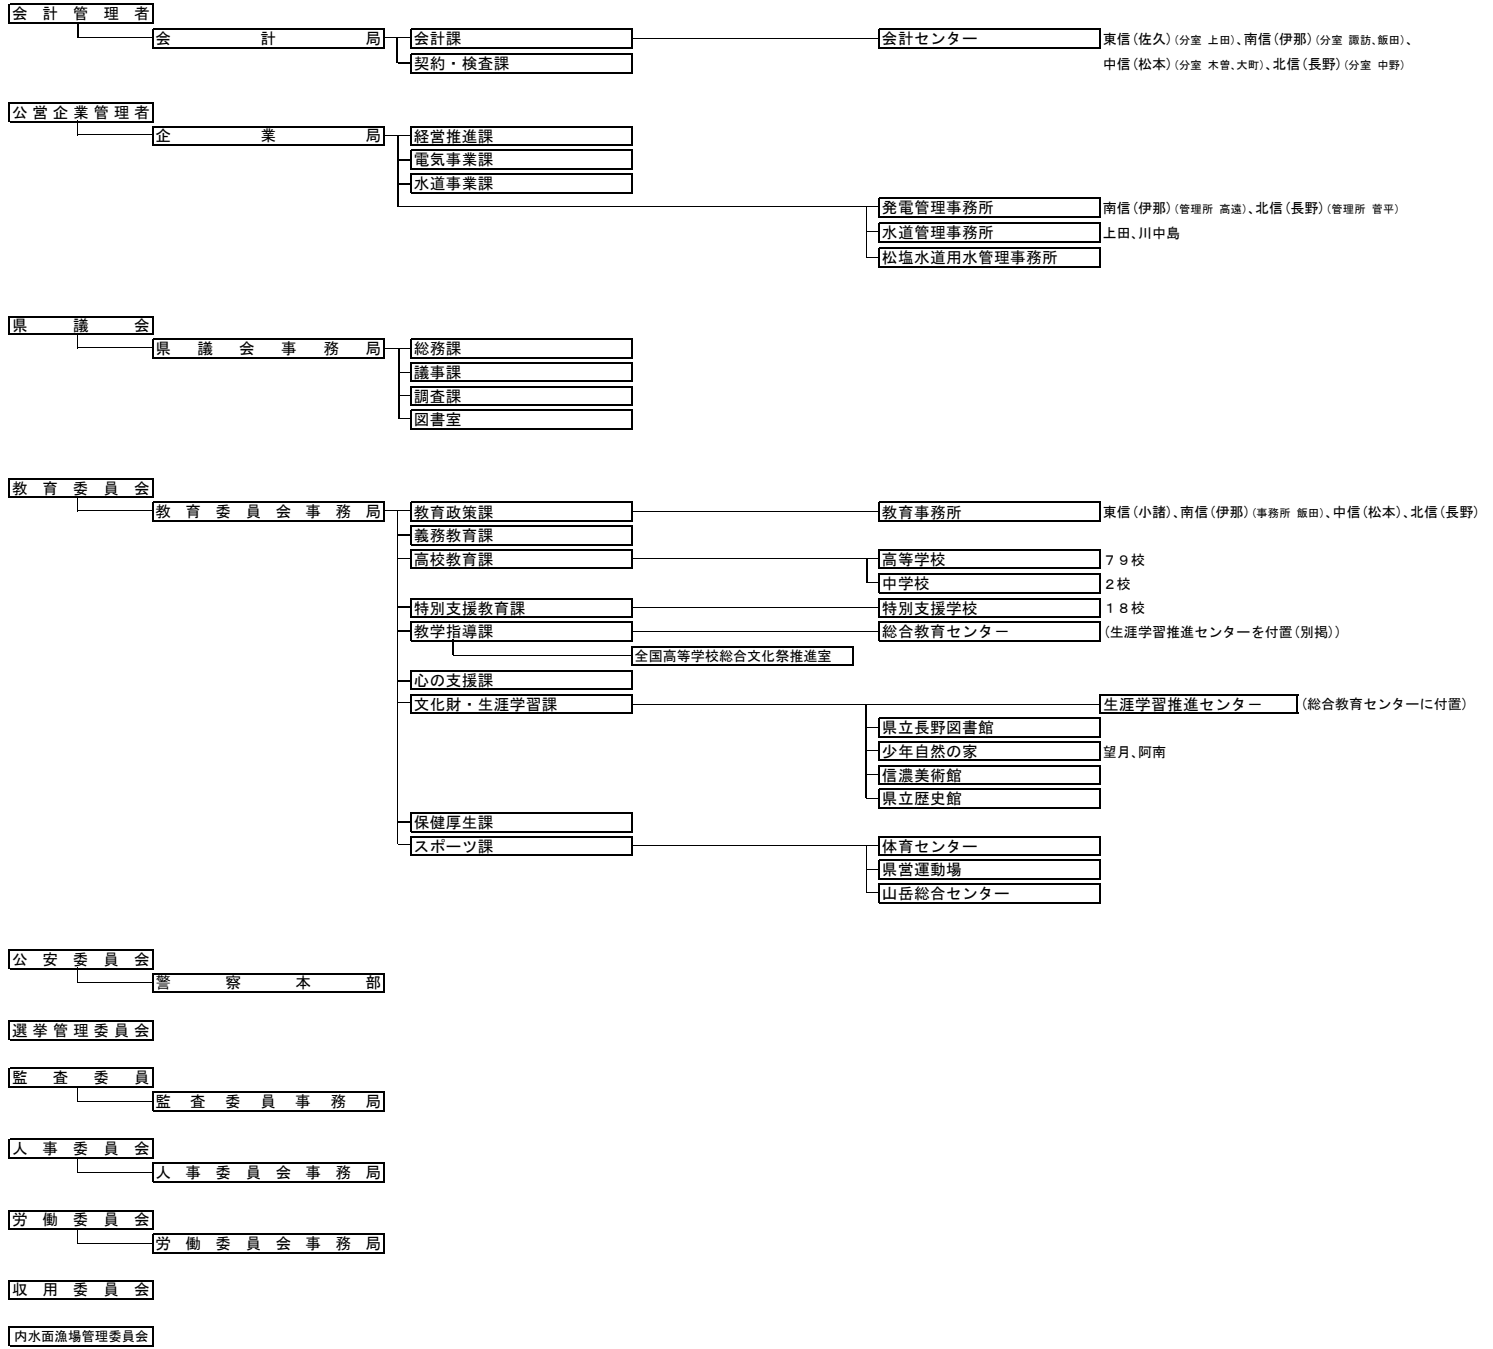 会計管理者
会計局 会計課 会計センター 東信(佐久)(分室 上田)、南信(伊那)(分室 諏訪、飯田)、
契約・検査課 中信(松本)(分室 木曽、大町)、北信(長野)(分室 中野)
公営企業管理者
企業局 経営推進課
電気事業課
水道事業課
発電管理事務所 南信(伊那)(管理所 高遠)、北信(長野)(管理所 菅平)
水道管理事務所 上田、川中島
松塩水道用水管理事務所
県議会
県議会事務局 総務課
議事課
調査課
図書室
教育委員会
教育委員会事務局 教育政策課 教育事務所 東信(小諸)、南信(伊那)(事務所 飯田)、中信(松本)、北信(長野)
義務教育課
高校教育課 高等学校 79校
中学校 2校
特別支援教育課 特別支援学校 18校
教学指導課 総合教育センター (生涯学習推進センターを付置(別掲))
全国高等学校総合文化祭推進室
心の支援課
文化財・生涯学習課 生涯学習推進センター (総合教育センターに付置)
県立長野図書館
少年自然の家 望月、阿南
信濃美術館
県立歴史館
保健厚生課
スポーツ課 体育センター
県営運動場
山岳総合センター
公安委員会
警察本部
選挙管理委員会
監査委員
監査委員事務局
人事委員会
人事委員会事務局
労働委員会
労働委員会事務局
収用委員会
内水面漁場管理委員会